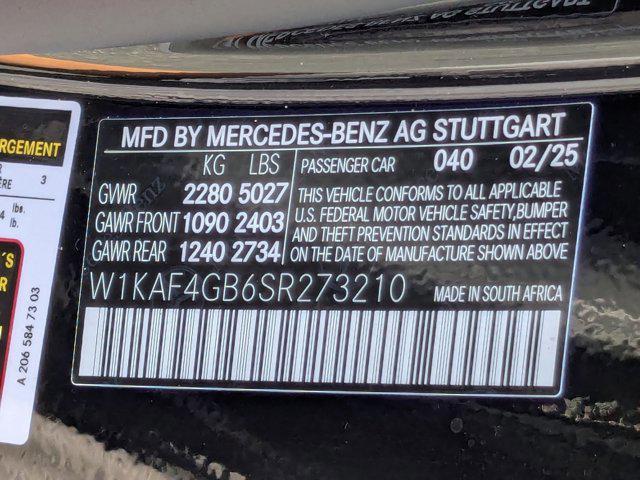 MFD BY MERCEDES-BENZ AG STUTTGART
KG LBS
GVWR 2280 5027
GAWR FRONT 1090 2403
GAWR REAR 1240 2734
PASSENGER CAR 040 02/25
THIS VEHICLE CONFORMS TO ALL APPLICABLE
U.S. FEDERAL MOTOR VEHICLE SAFETY,BUMPER
AND THEFT PREVENTION STANDARDS IN EFFECT
ON THE DATE OF MANUFACTURE SHOWN ABOVE
W1KAF4GB6SR273210
MADE IN SOUTH AFRICA
RGEMENT
3
lbs.
lb.
A 206 584 73 03